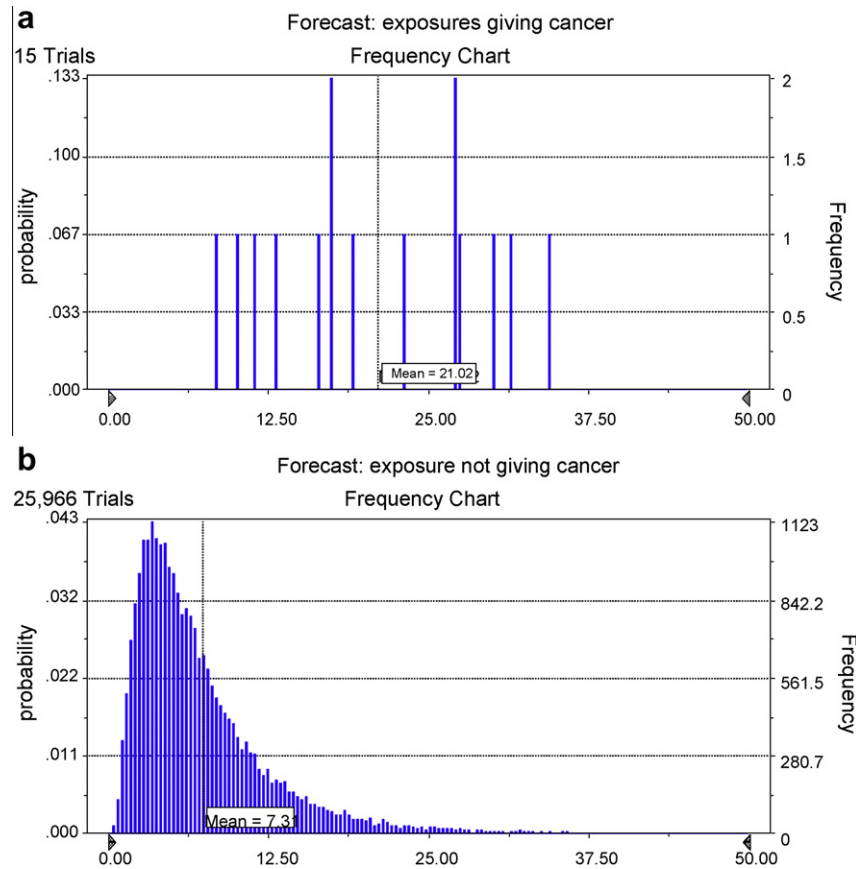 a
Forecast: exposures giving cancer
15 Trials
Frequency Chart
.133
.100
.067
.033
.000
probability
2
1.5
1
0.5
0
Frequency
Mean = 21.02
0.00 12.50 25.00 37.50 50.00
b
Forecast: exposure not giving cancer
25,966 Trials
Frequency Chart
.043
.032
.022
.011
.000
probability
1123
842.2
561.5
280.7
0
Frequency
Mean = 7.31
0.00 12.50 25.00 37.50 50.00